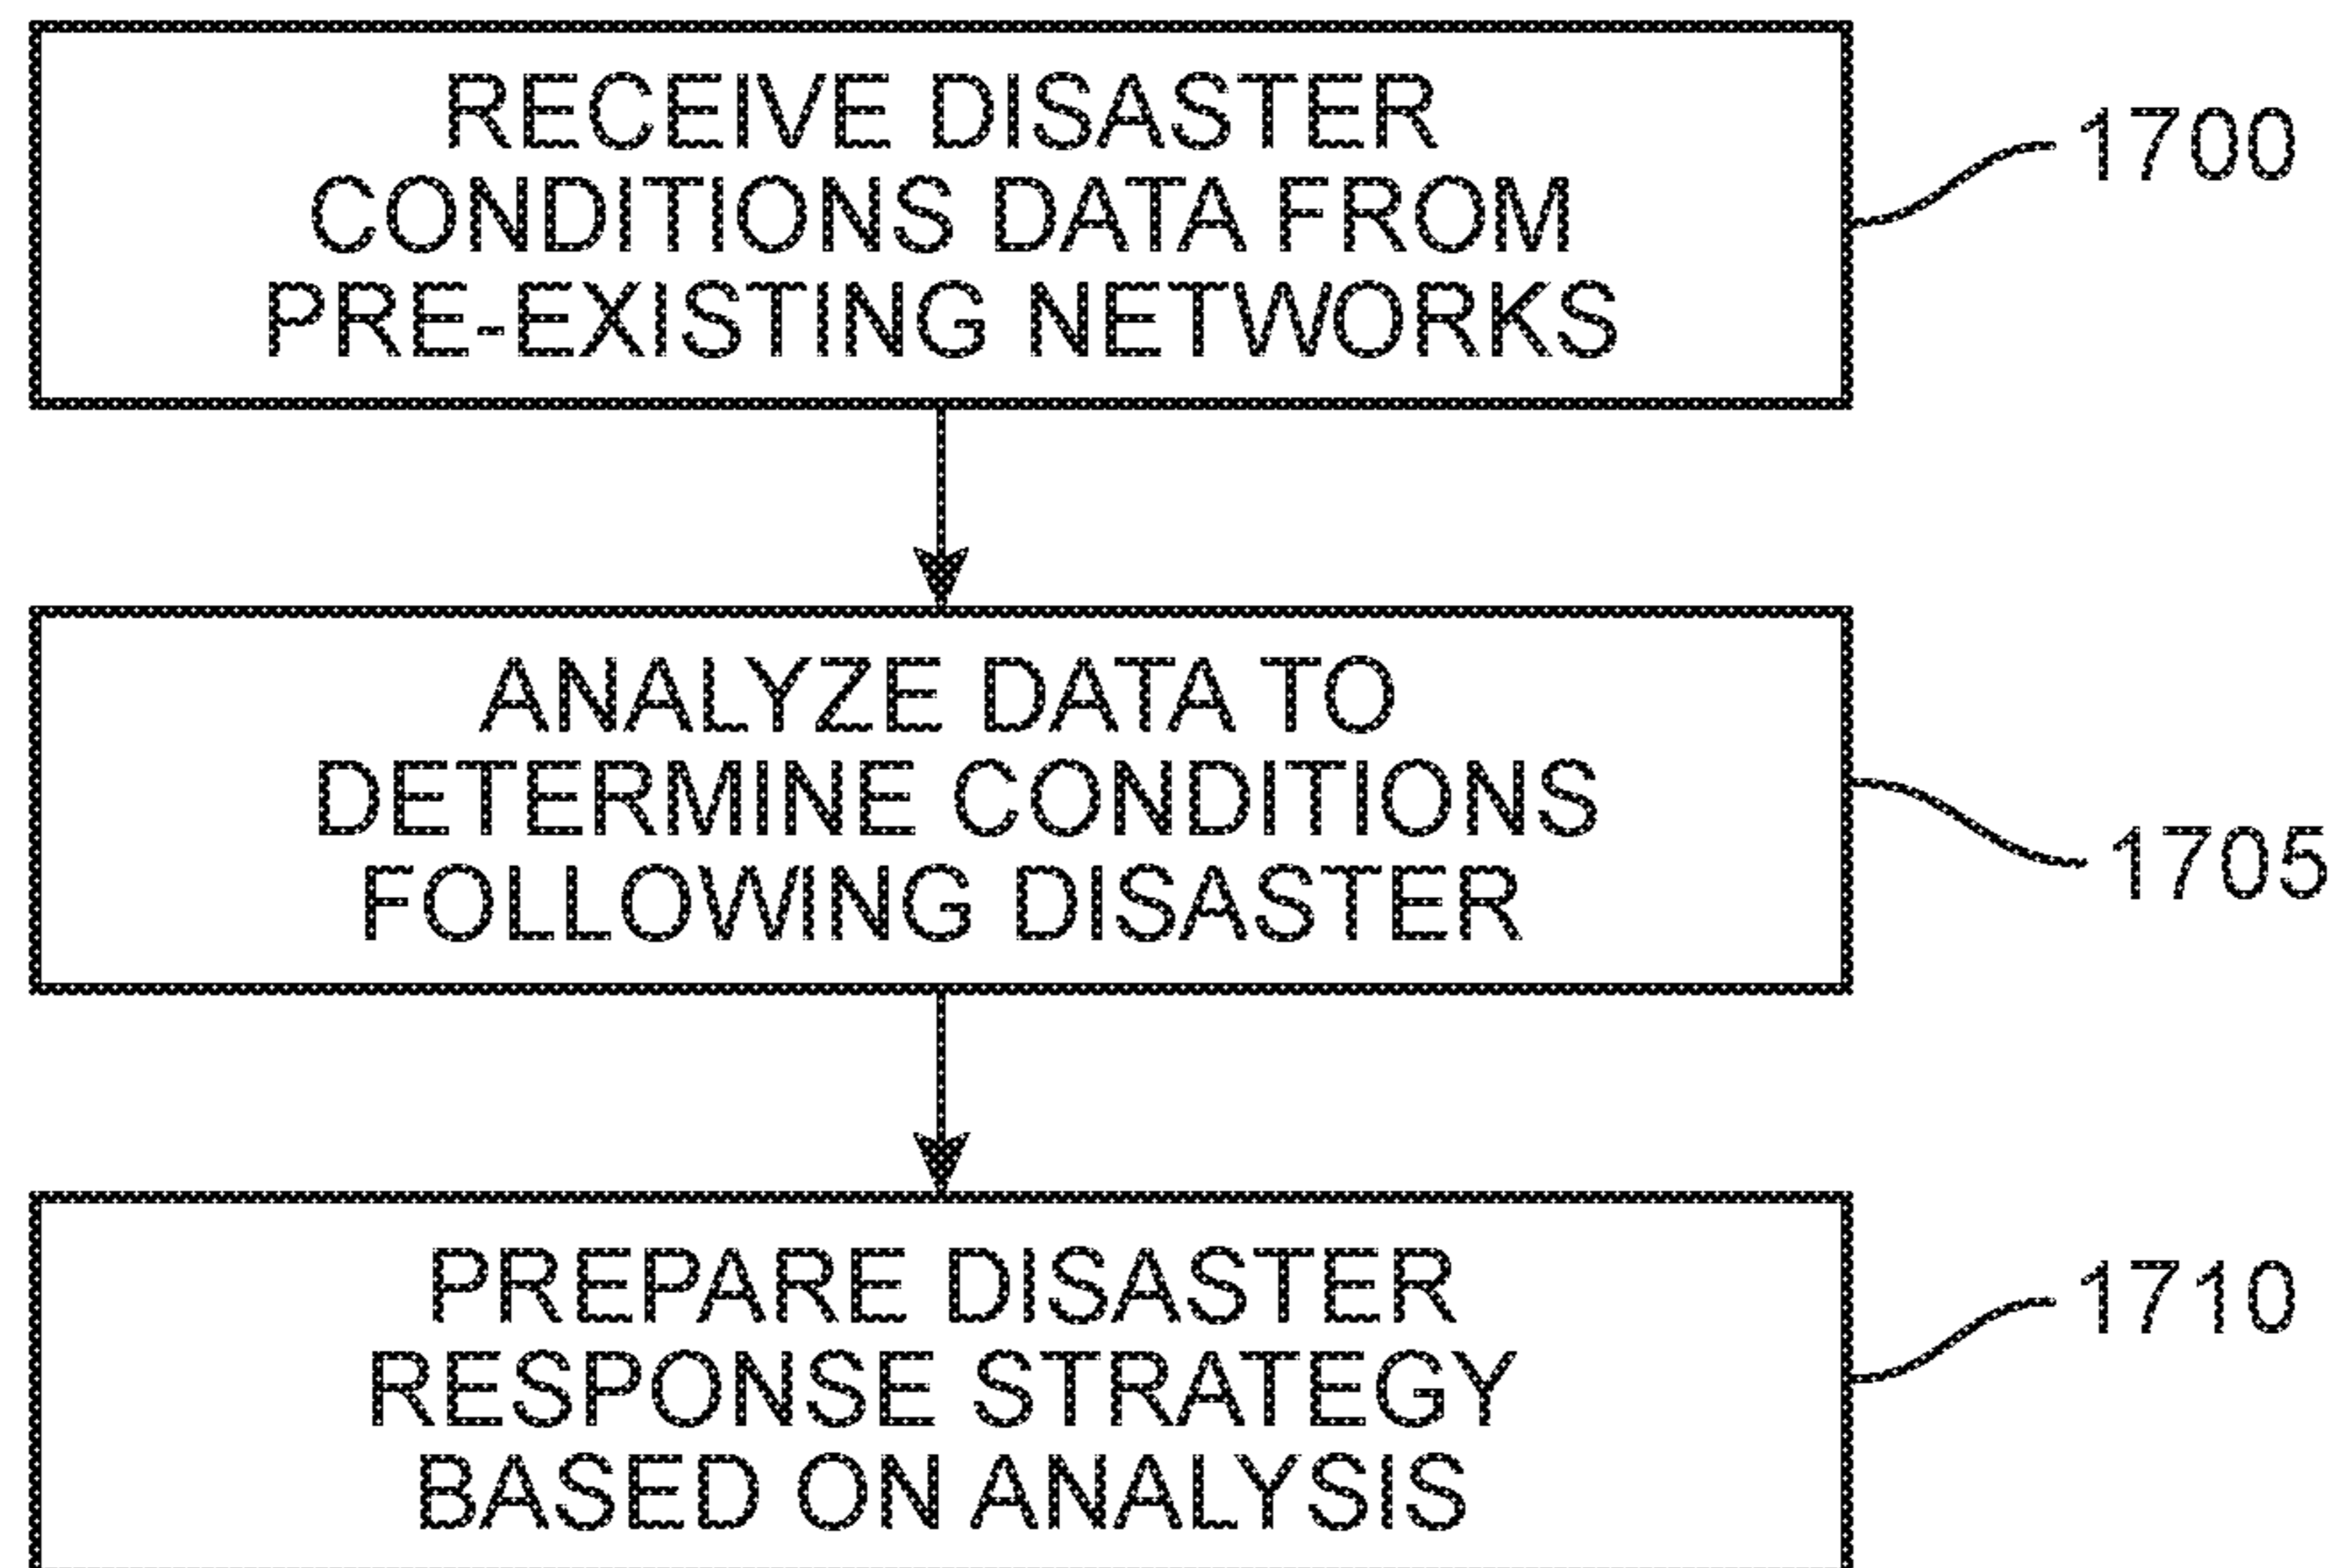 RECEIVE DISASTER
CONDITIONS DATA FROM
PRE-EXISTING NETWORKS
1700
ANALYZE DATA TO
DETERMINE CONDITIONS
FOLLOWING DISASTER
1705
PREPARE DISASTER
RESPONSE STRATEGY
BASED ON ANALYSIS
1710